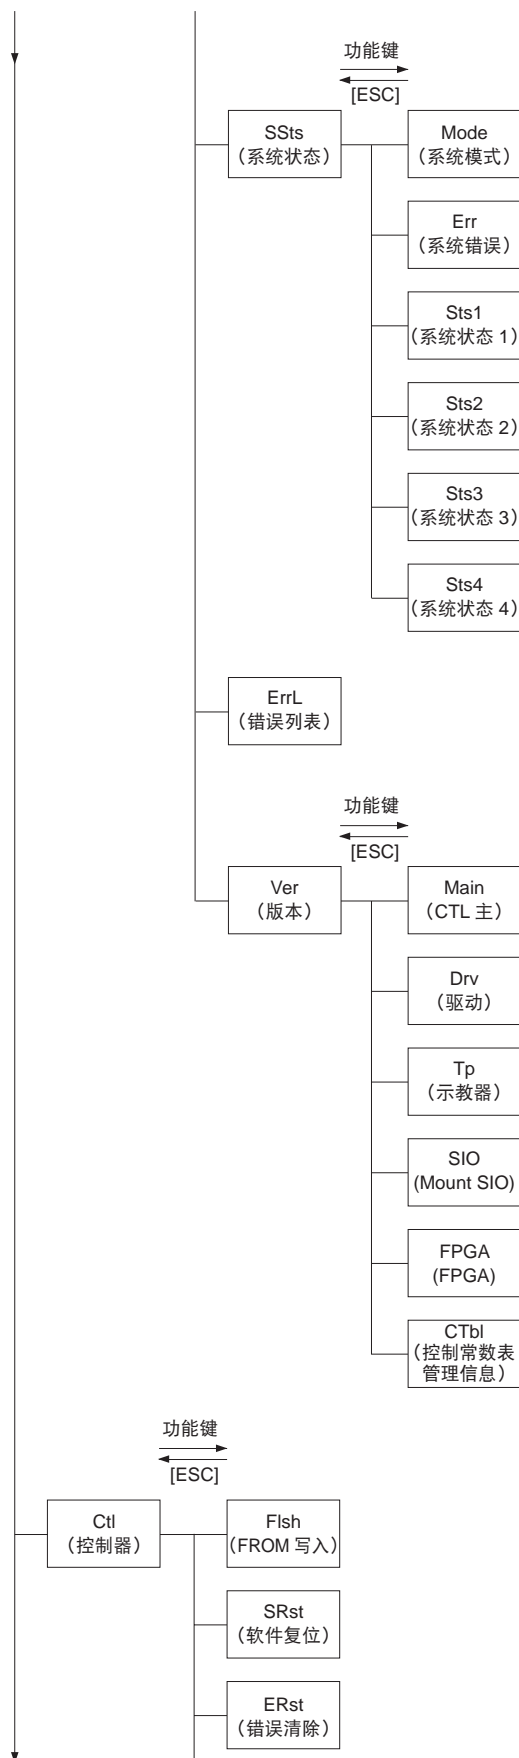 功能键
[ESC]
SSts
（系统状态）
Mode
（系统模式）
Err
（系统错误）
Sts1
（系统状态 1）
Sts2
（系统状态 2）
Sts3
（系统状态 3）
Sts4
（系统状态 4）
ErrL
（错误列表）
功能键
[ESC]
Ver
（版本）
Main
（CTL 主）
Drv
（驱动）
Tp
（示教器）
SIO
(Mount SIO)
FPGA
(FPGA)
CTbl
（控制常数表
管理信息）
功能键
[ESC]
Ctl
（控制器）
Flsh
（FROM 写入）
SRst
（软件复位）
ERst
（错误清除）